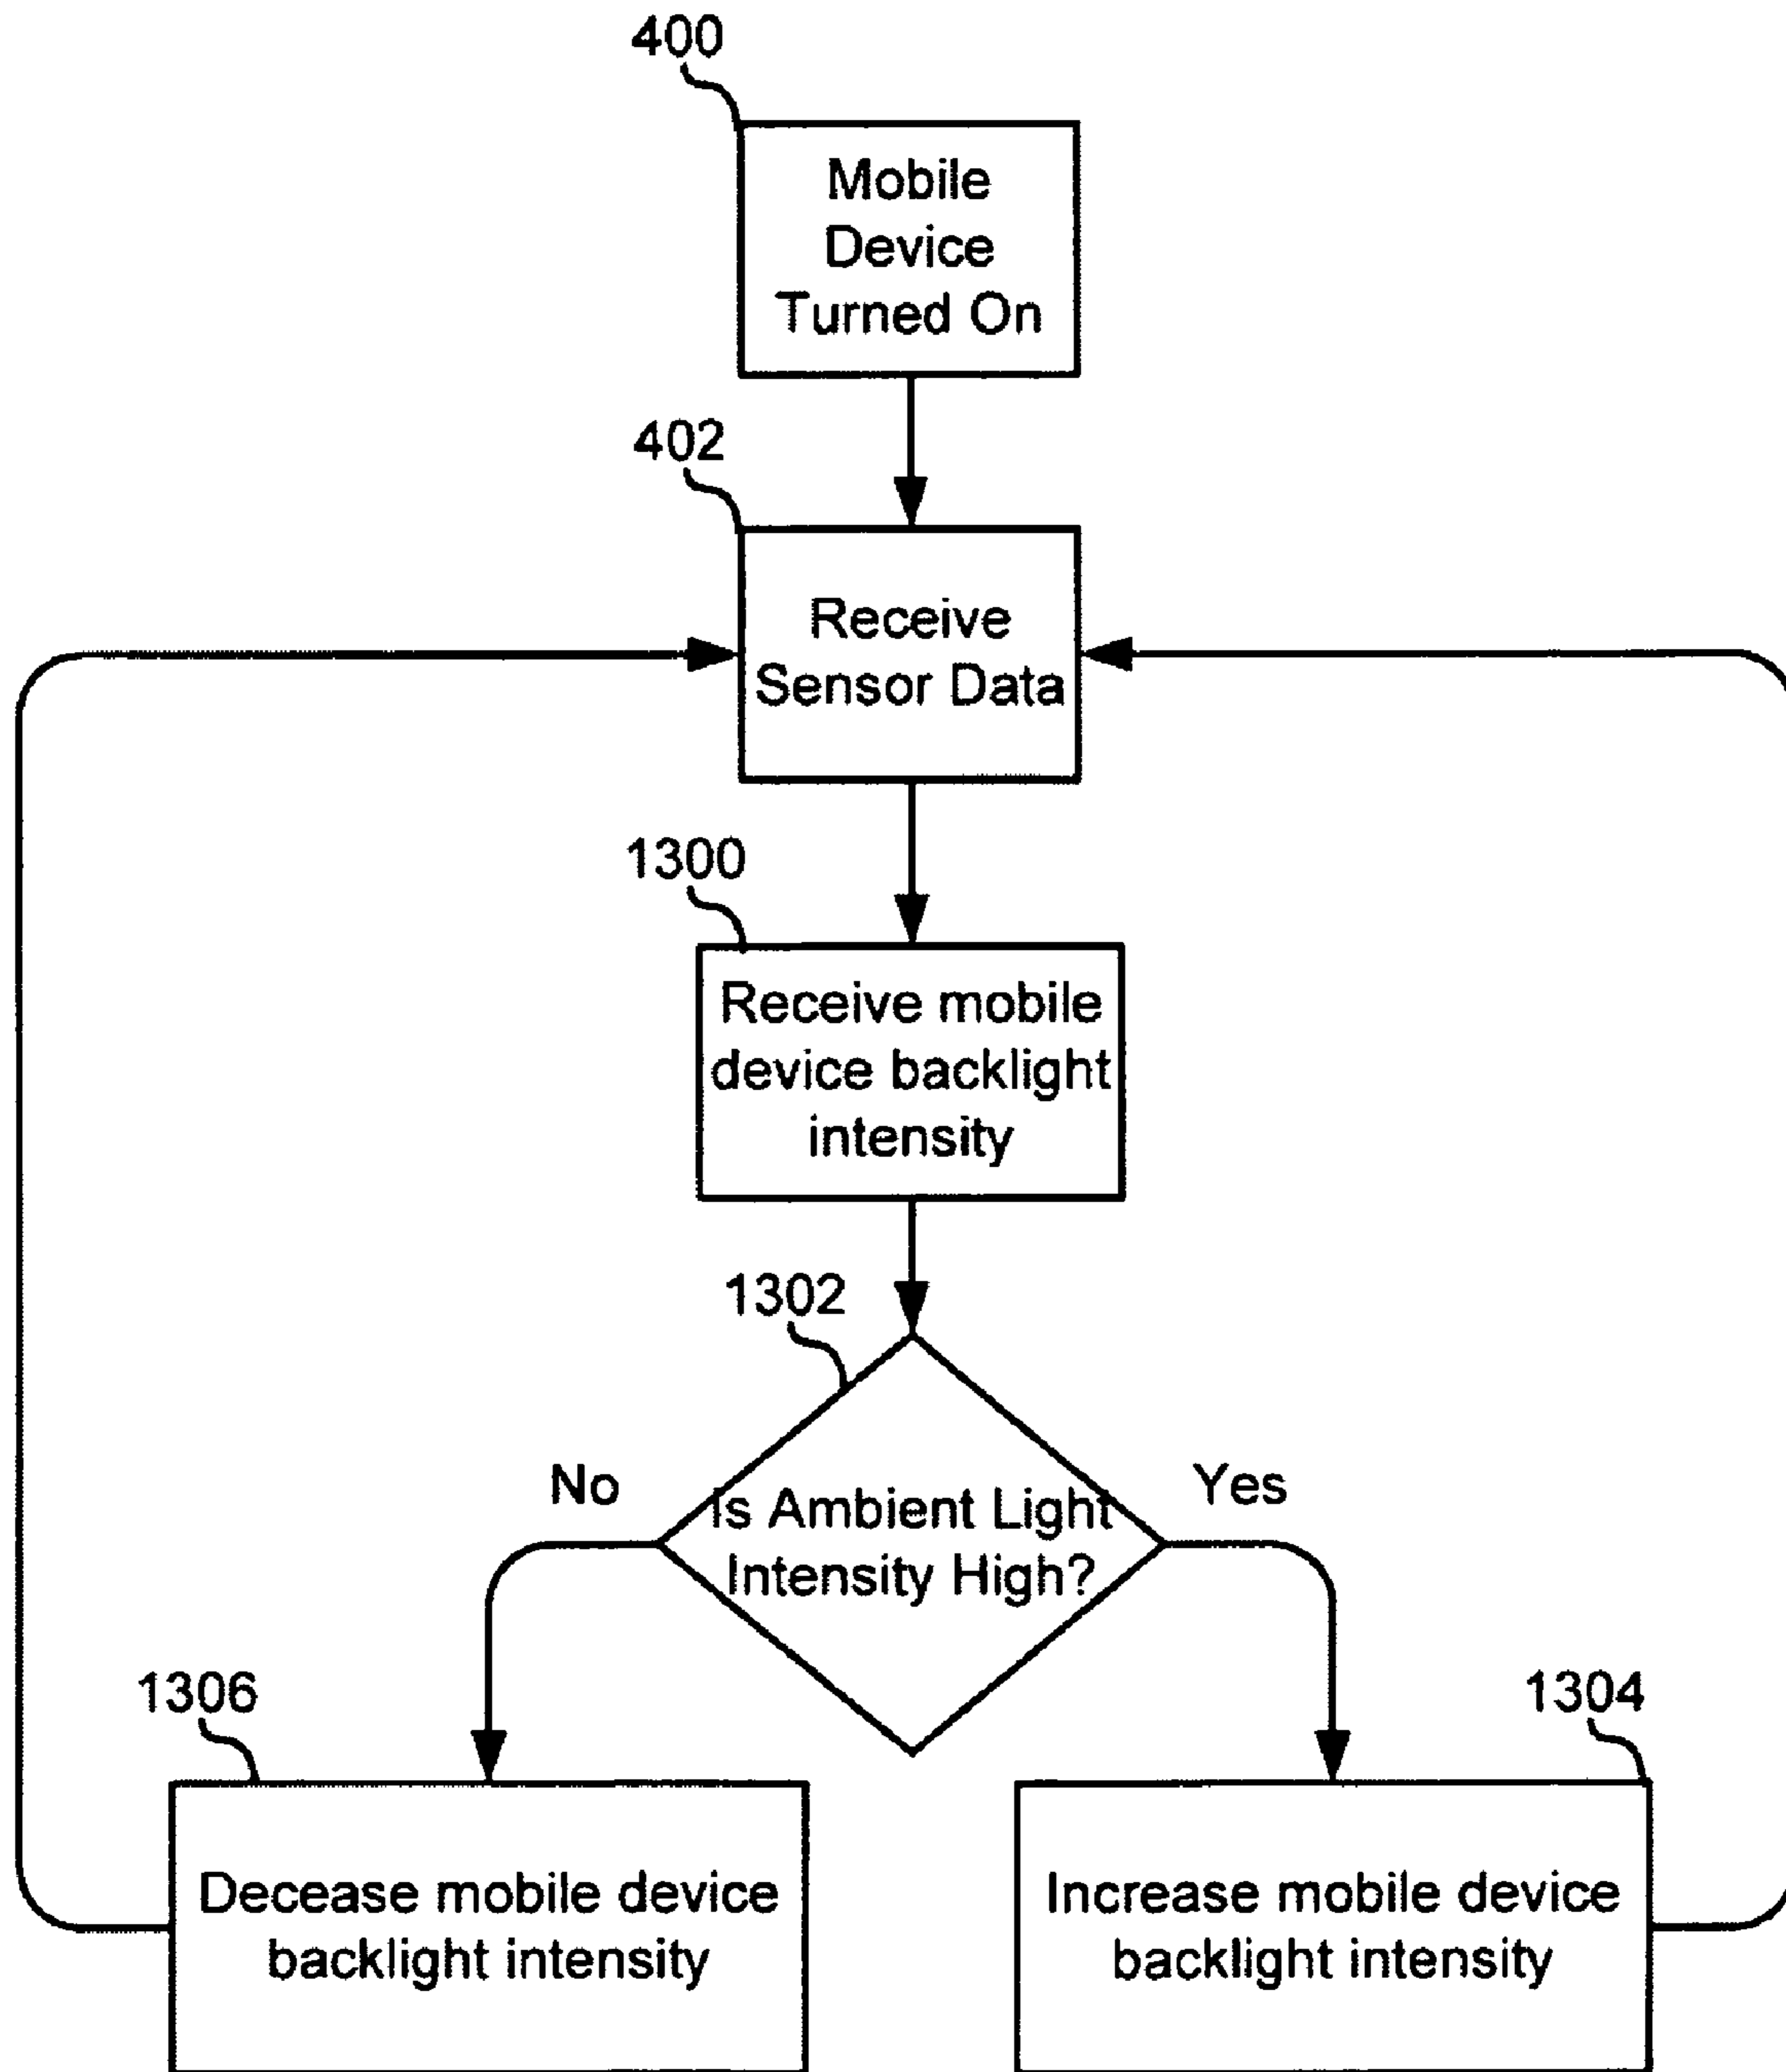 400
Mobile
Device
Turned On
402
Receive
Sensor Data
1300
Receive mobile
device backlight
intensity
1302
No
Yes
Is Ambient Light
Intensity High?
1306
1304
Decease mobile device
backlight intensity
Increase mobile device
backlight intensity